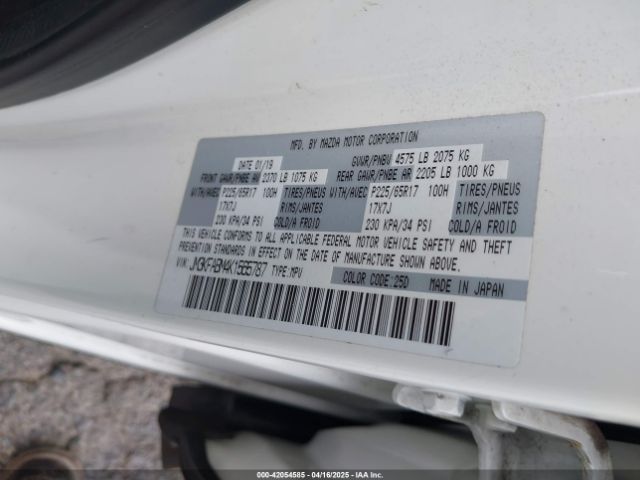 MFD. BY MAZDA MOTOR CORPORATION
DATE 01/19 GVWR/PNBV 4575 LB 2075 KG
FRONT GAWR/PNBE AV 2370 LB 1075 KG REAR GAWR/PNBE AR 2205 LB 1000 KG
WITH/AVEC P225/65R17 100H TIRES/PNEUS WITH/AVEC P225/65R17 100H TIRES/PNEUS
17X7J RIMS/JANTES 17X7J RIMS/JANTES
230 KPA/34 PSI COLD/A FROID 230 KPA/34 PSI COLD/A FROID
THIS VEHICLE CONFORMS TO ALL APPLICABLE FEDERAL MOTOR VEHICLE SAFETY AND THEFT
PREVENTION STANDARDS IN EFFECT ON THE DATE OF MANUFACTURE SHOWN ABOVE.
VIN: JM3KFABM4K1555787 TYPE:MPV COLOR CODE:25D MADE IN JAPAN
000-42054585 - 04/16/2025 - IAA Inc.